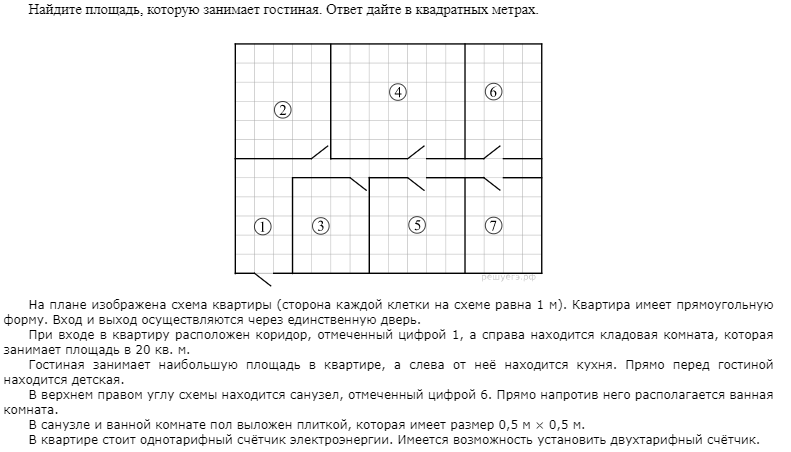 Найдите площадь, которую занимает гостиная. Ответ дайте в квадратных метрах.
4
6
2
1
3
5
7
решуегэ.рф
На плане изображена схема квартиры (сторона каждой клетки на схеме равна 1 м). Квартира имеет прямоугольную
форму. Вход и выход осуществляются через единственную дверь.
При входе в квартиру расположен коридор, отмеченный цифрой 1, а справа находится кладовая комната, которая
занимает площадь в 20 кв. м.
Гостиная занимает наибольшую площадь в квартире, а слева от неё находится кухня. Прямо перед гостиной
находится детская.
В верхнем правом углу схемы находится санузел, отмеченный цифрой 6. Прямо напротив него располагается ванная
комната.
В санузле и ванной комнате пол выложен плиткой, которая имеет размер 0,5 м × 0,5 м.
В квартире стоит однотарифный счётчик электроэнергии. Имеется возможность установить двухтарифный счётчик.